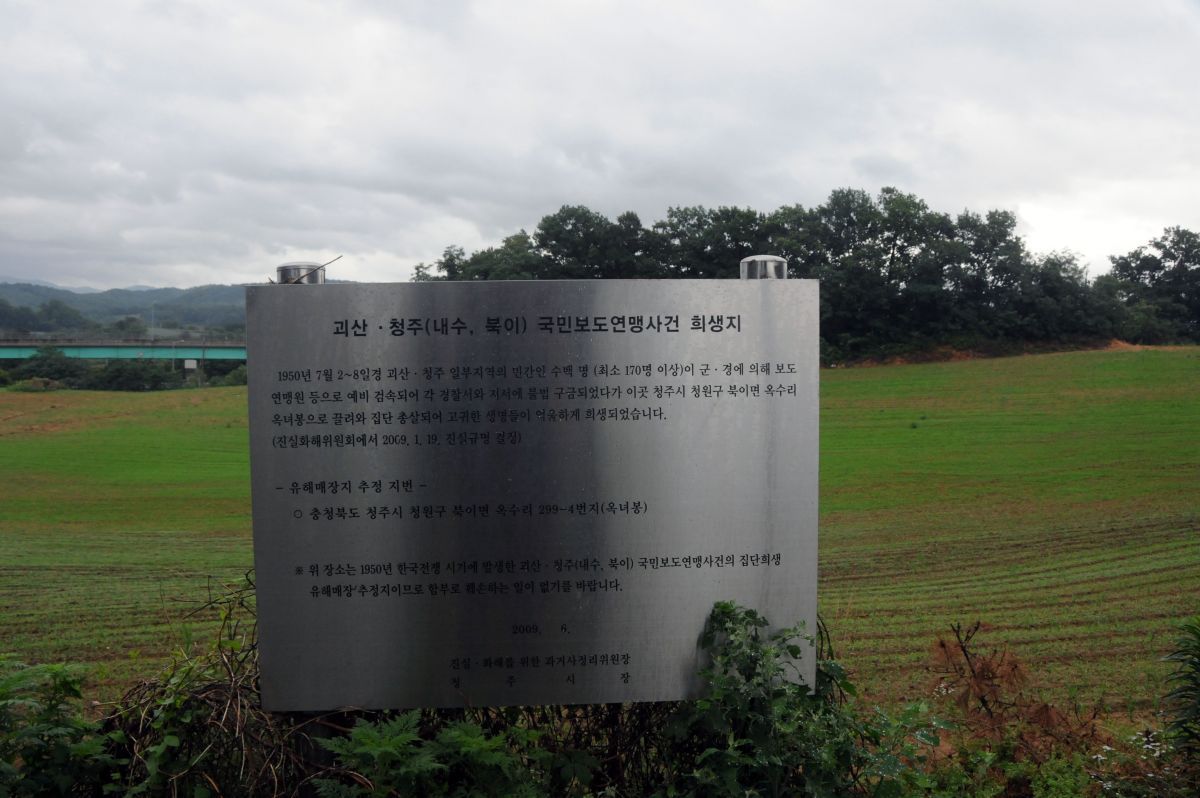 괴산 · 청주(내수, 북이) 국민보도연맹사건 희생지
1950년 7월 2~8일경 괴산 · 청주 일부지역의 민간인 수백 명 (최소 170명 이상)이 군 · 경에 의해 보도
연맹원 등으로 예비 검속되어 각 경찰서와 지서에 불법 구금되었다가 이곳 청주시 청원구 북이면 옥수리
옥녀봉으로 끌려와 집단 총살되어 고귀한 생명들이 억울하게 희생되었습니다.
(진실화해위원회에서 2009. 1. 19. 진실규명 결정)
- 유해매장지 추정 지번 -
○ 충청북도 청주시 청원구 북이면 옥수리 299-4번지(옥녀봉)
※ 위 장소는 1950년 한국전쟁 시기에 발생한 괴산 · 청주(내수, 북이) 국민보도연맹사건의 집단희생
유해매장 추정지이므로 함부로 훼손하는 일이 없기를 바랍니다.
2009. 6.
진실 · 화해를 위한 과거사정리위원장
청 주 시 장